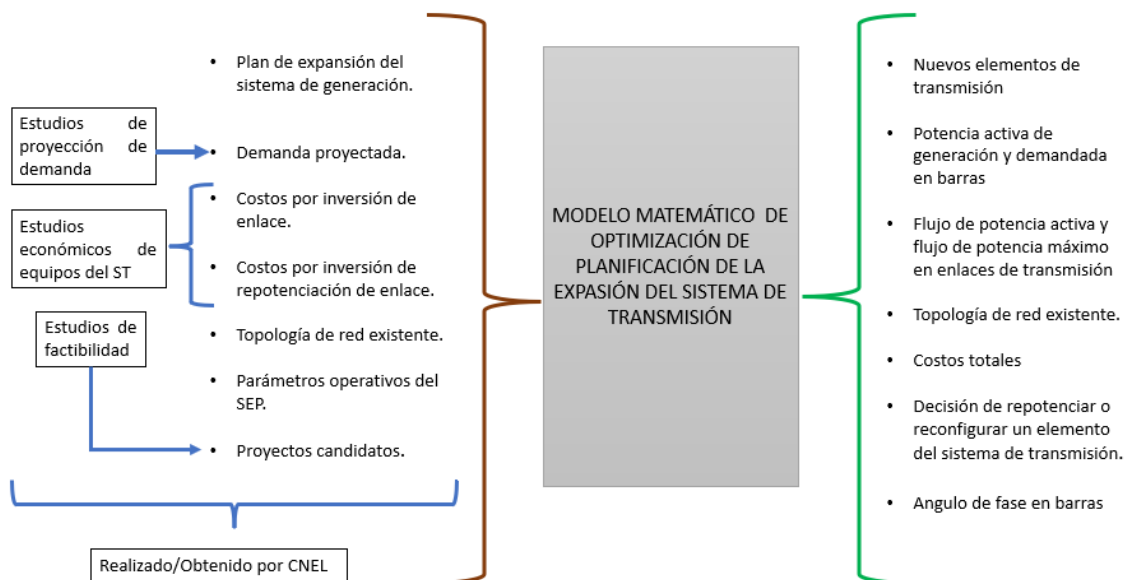 • Plan de expansión del
sistema de generación.
Estudios de
proyección de
demanda
• Demanda proyectada.
Estudios
económicos de
equipos del ST
• Costos por inversión de
enlace.
• Costos por inversión de
repotenciación de enlace.
Estudios de
factibilidad
• Topología de red existente.
• Parámetros operativos del
SEP.
• Proyectos candidatos.
Realizado/Obtenido por CNEL
MODELO MATEMÁTICO DE
OPTIMIZACIÓN DE
PLANIFICACIÓN DE LA
EXPASIÓN DEL SISTEMA DE
TRANSMISIÓN
• Nuevos elementos de
transmisión
• Potencia activa de
generación y demandada
en barras
• Flujo de potencia activa y
flujo de potencia máximo
en enlaces de transmisión
• Topología de red existente.
• Costos totales
• Decisión de repotenciar o
reconfigurar un elemento
del sistema de transmisión.
• Angulo de fase en barras